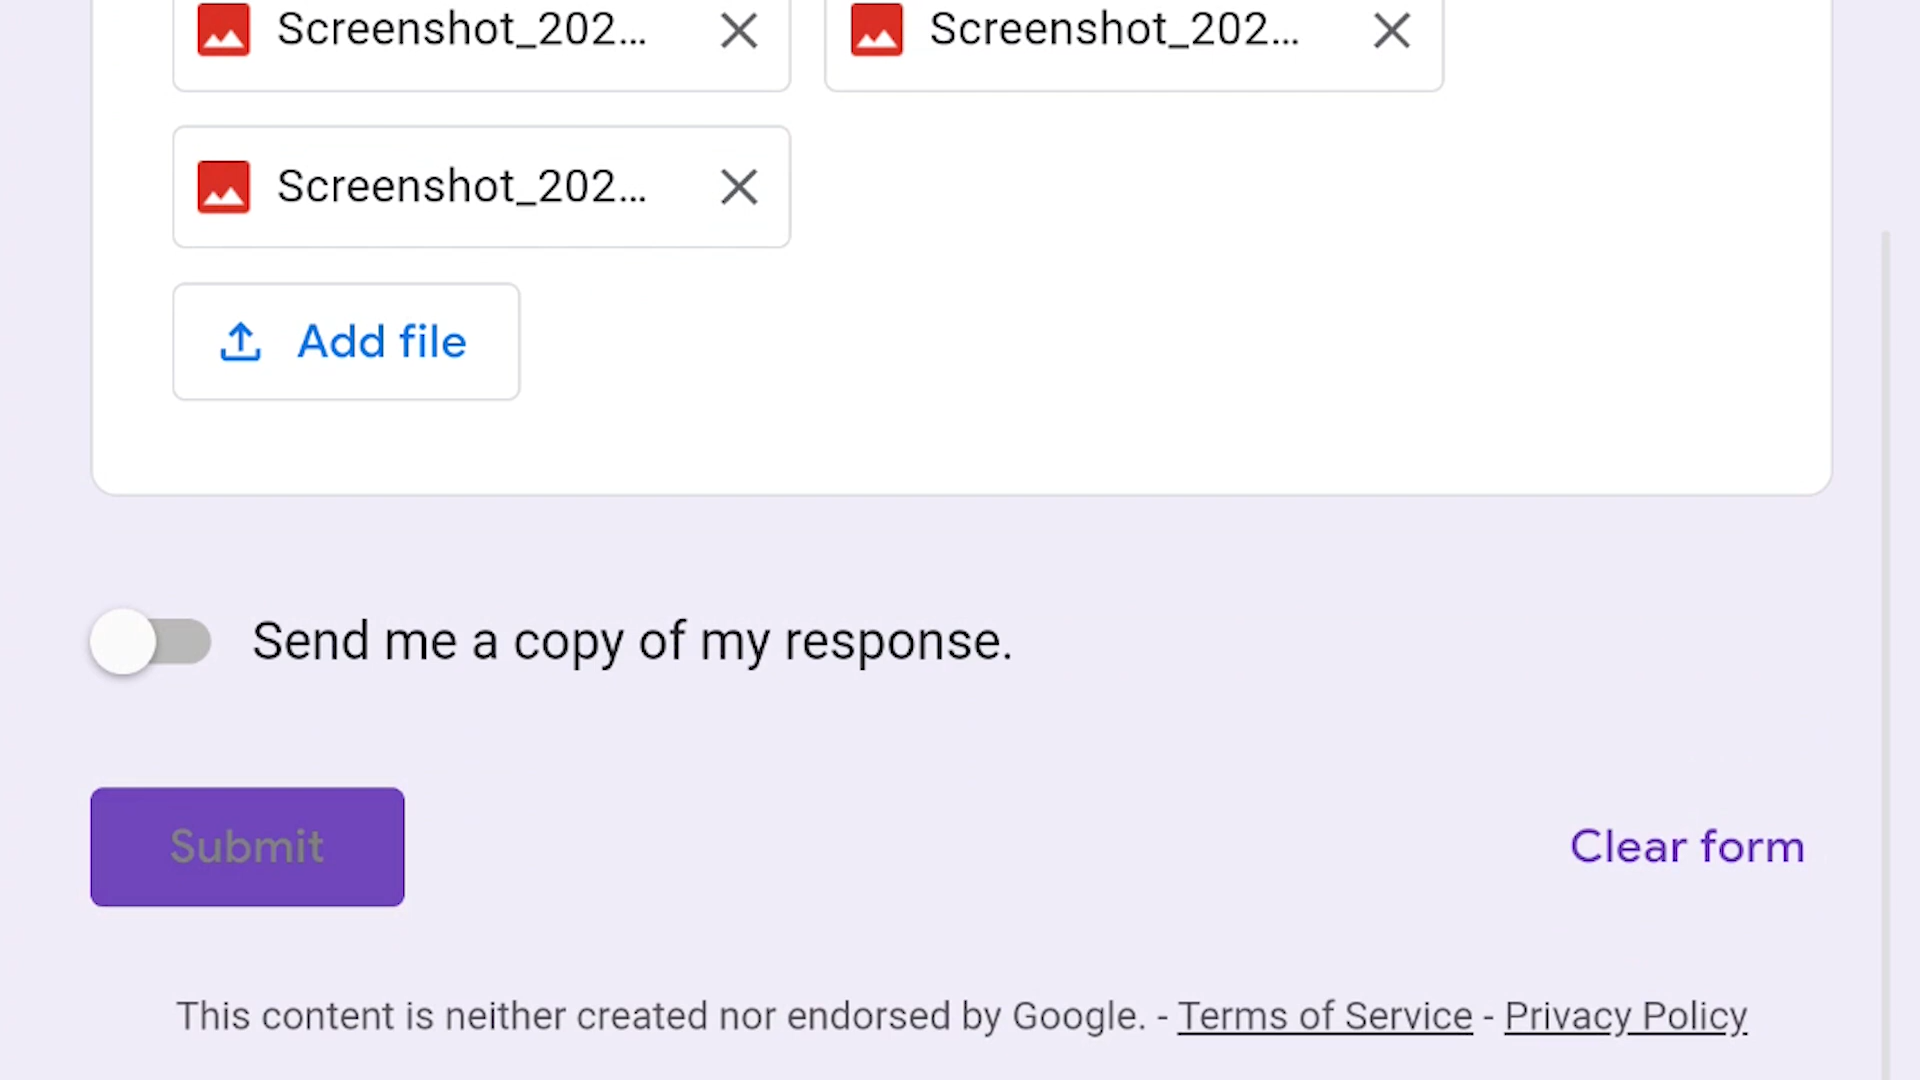 Screenshot_202... Screenshot_202...
Screenshot_202...
Add file
Send me a copy of my response.
Submit Clear form
This content is neither created nor endorsed by Google. - Terms of Service - Privacy Policy